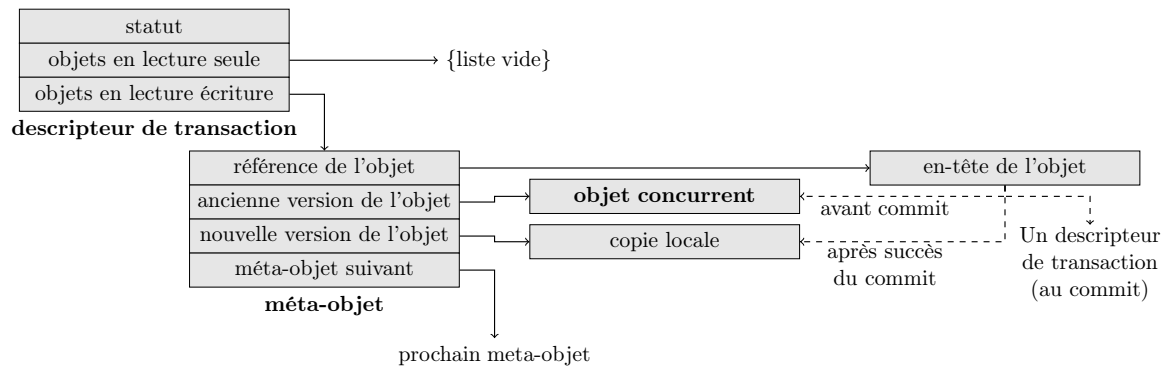 statut
objets en lecture seule
{liste vide}
objets en lecture écriture
descripteur de transaction
référence de l'objet
en-tête de l'objet
ancienne version de l'objet
objet concurrent
avant commit
nouvelle version de l'objet
copie locale
après succès
du commit
Un descripteur
de transaction
(au commit)
méta-objet suivant
méta-objet
prochain meta-objet